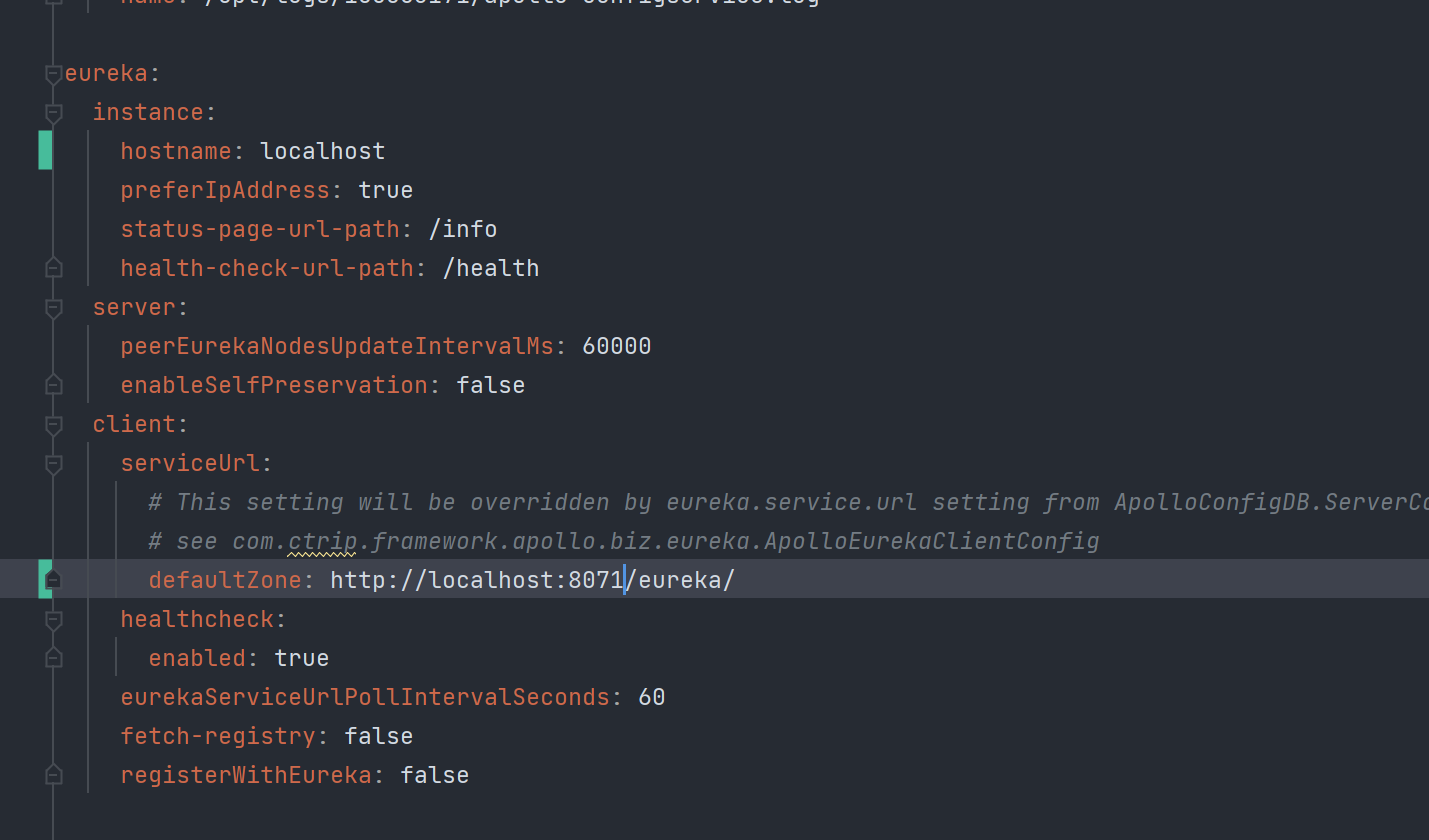 eureka:
  instance:
    hostname: localhost
    preferIpAddress: true
    status-page-url-path: /info
    health-check-url-path: /health
  server:
    peerEurekaNodesUpdateIntervalMs: 60000
    enableSelfPreservation: false
  client:
    serviceUrl:
      # This setting will be overridden by eureka.service.url setting from ApolloConfigDB.ServerCo
      # see com.ctrip.framework.apollo.biz.eureka.ApolloEurekaClientConfig
      defaultZone: http://localhost:8071/eureka/
    healthcheck:
      enabled: true
    eurekaServiceUrlPollIntervalSeconds: 60
    fetch-registry: false
    registerWithEureka: false